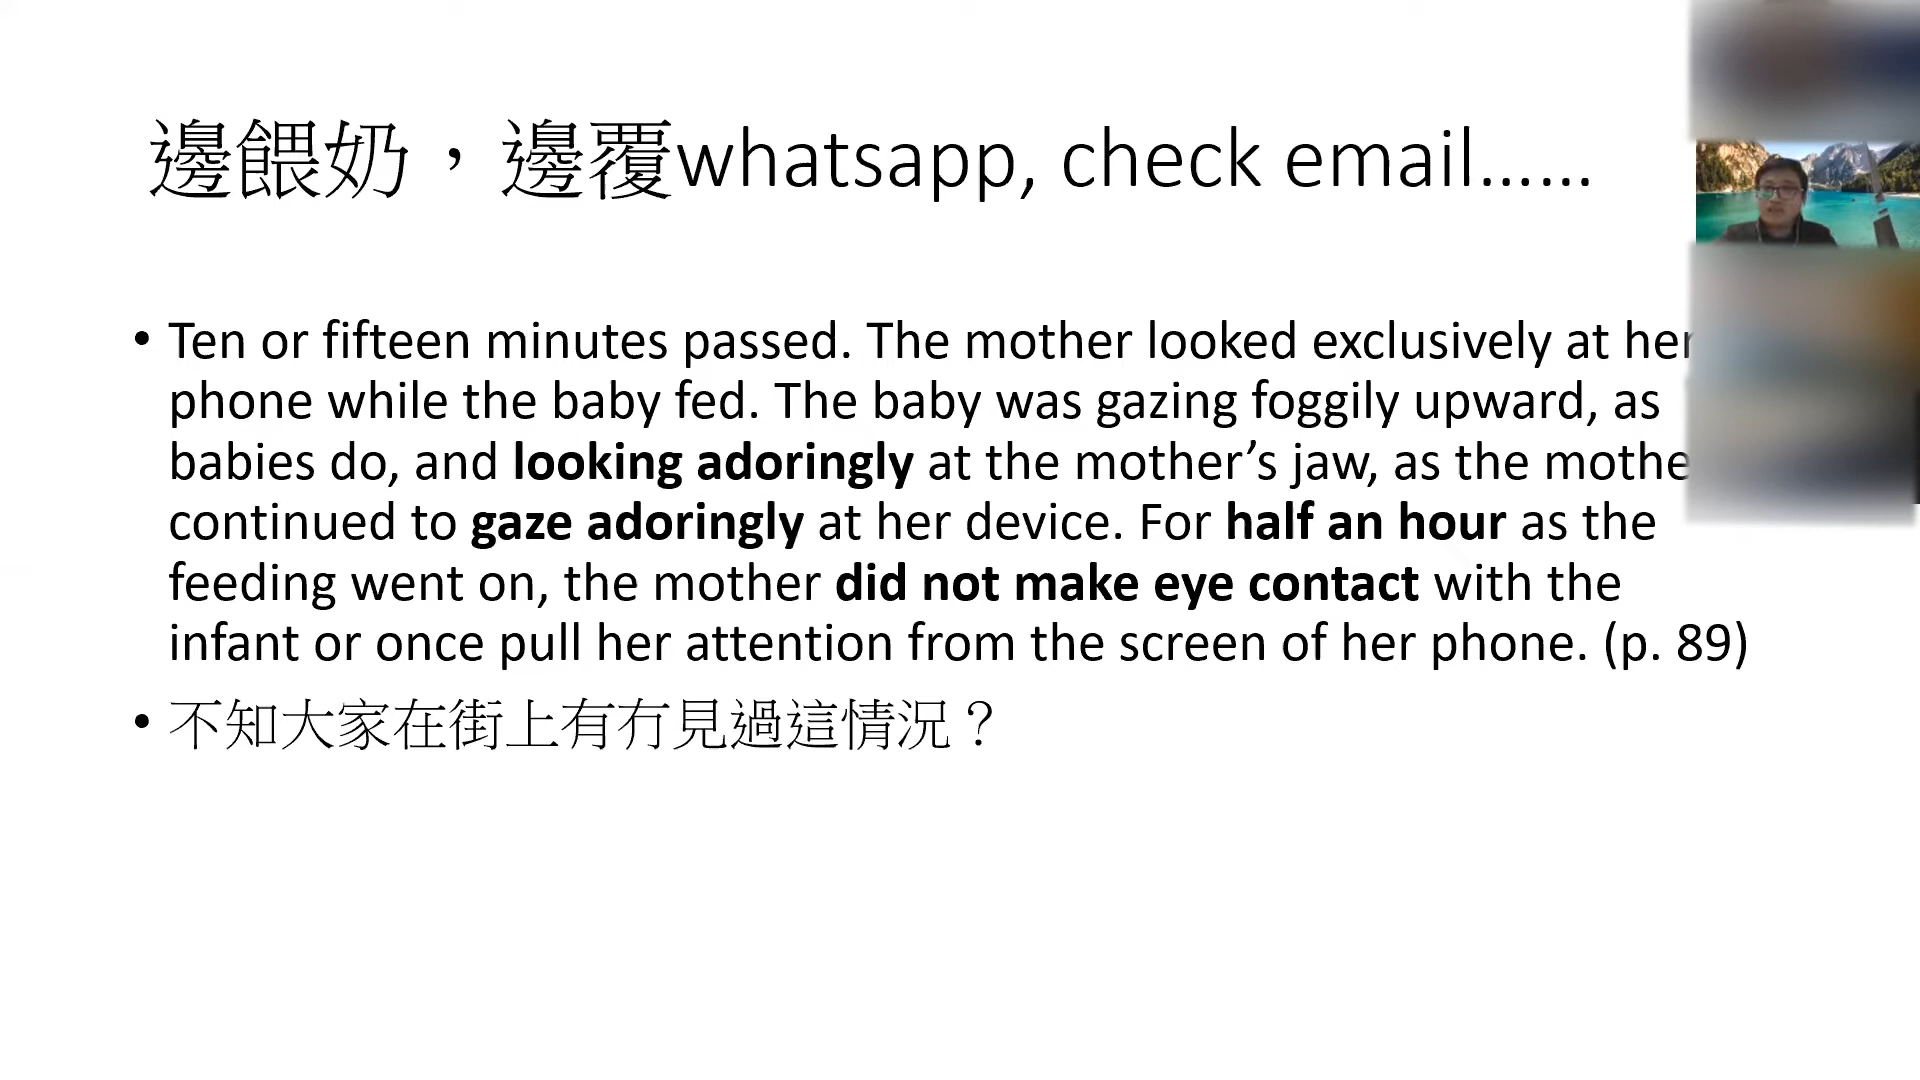 邊餵奶，邊覆whatsapp, check email……
• Ten or fifteen minutes passed. The mother looked exclusively at her
phone while the baby fed. The baby was gazing foggily upward, as
babies do, and looking adoringly at the mother’s jaw, as the mothe
continued to gaze adoringly at her device. For half an hour as the
feeding went on, the mother did not make eye contact with the
infant or once pull her attention from the screen of her phone. (p. 89)
• 不知大家在街上有冇見過這情況？